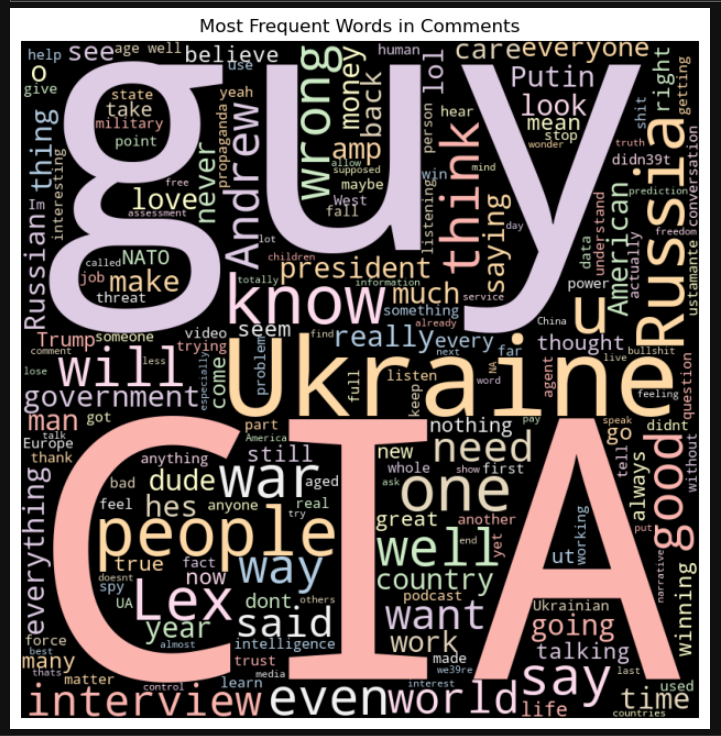 Most Frequent Words in Comments
help see age well believe use human care everyone
o give state yeah money back lol Putin right
take military wrong amp person hear look shit getting
thing point propaganda mean stop truth
guy
interesting free love never Andrew allow supposed maybe win think mind wonder didn39t
Im assessment West fall listening saying day data understand American actually prediction freedom conversation
Russian called NATO lot children president information power Russia ustamante
job make threat totally know much service China u
Trump someone video seem something already really every thought
comment less trying problem find next far live bullshit
lose will especially come Ukraine full listen keep NA word agent feeling question
government
man got part nothing pay speak go didnt
Europe talk America still new need tell always good without
thank anything whole show first
everything bad dude war aged ask one
CIA
feel hes anyone real great another put
people try well end yet ut working
true fact way country narrative
doesnt spy now podcast
UA Lex dont others want Ukrainian winning
year said going
force almost intelligence work talking
best many trust made we39re
thats matter media learn say last
control interest used
interview even world life time countries